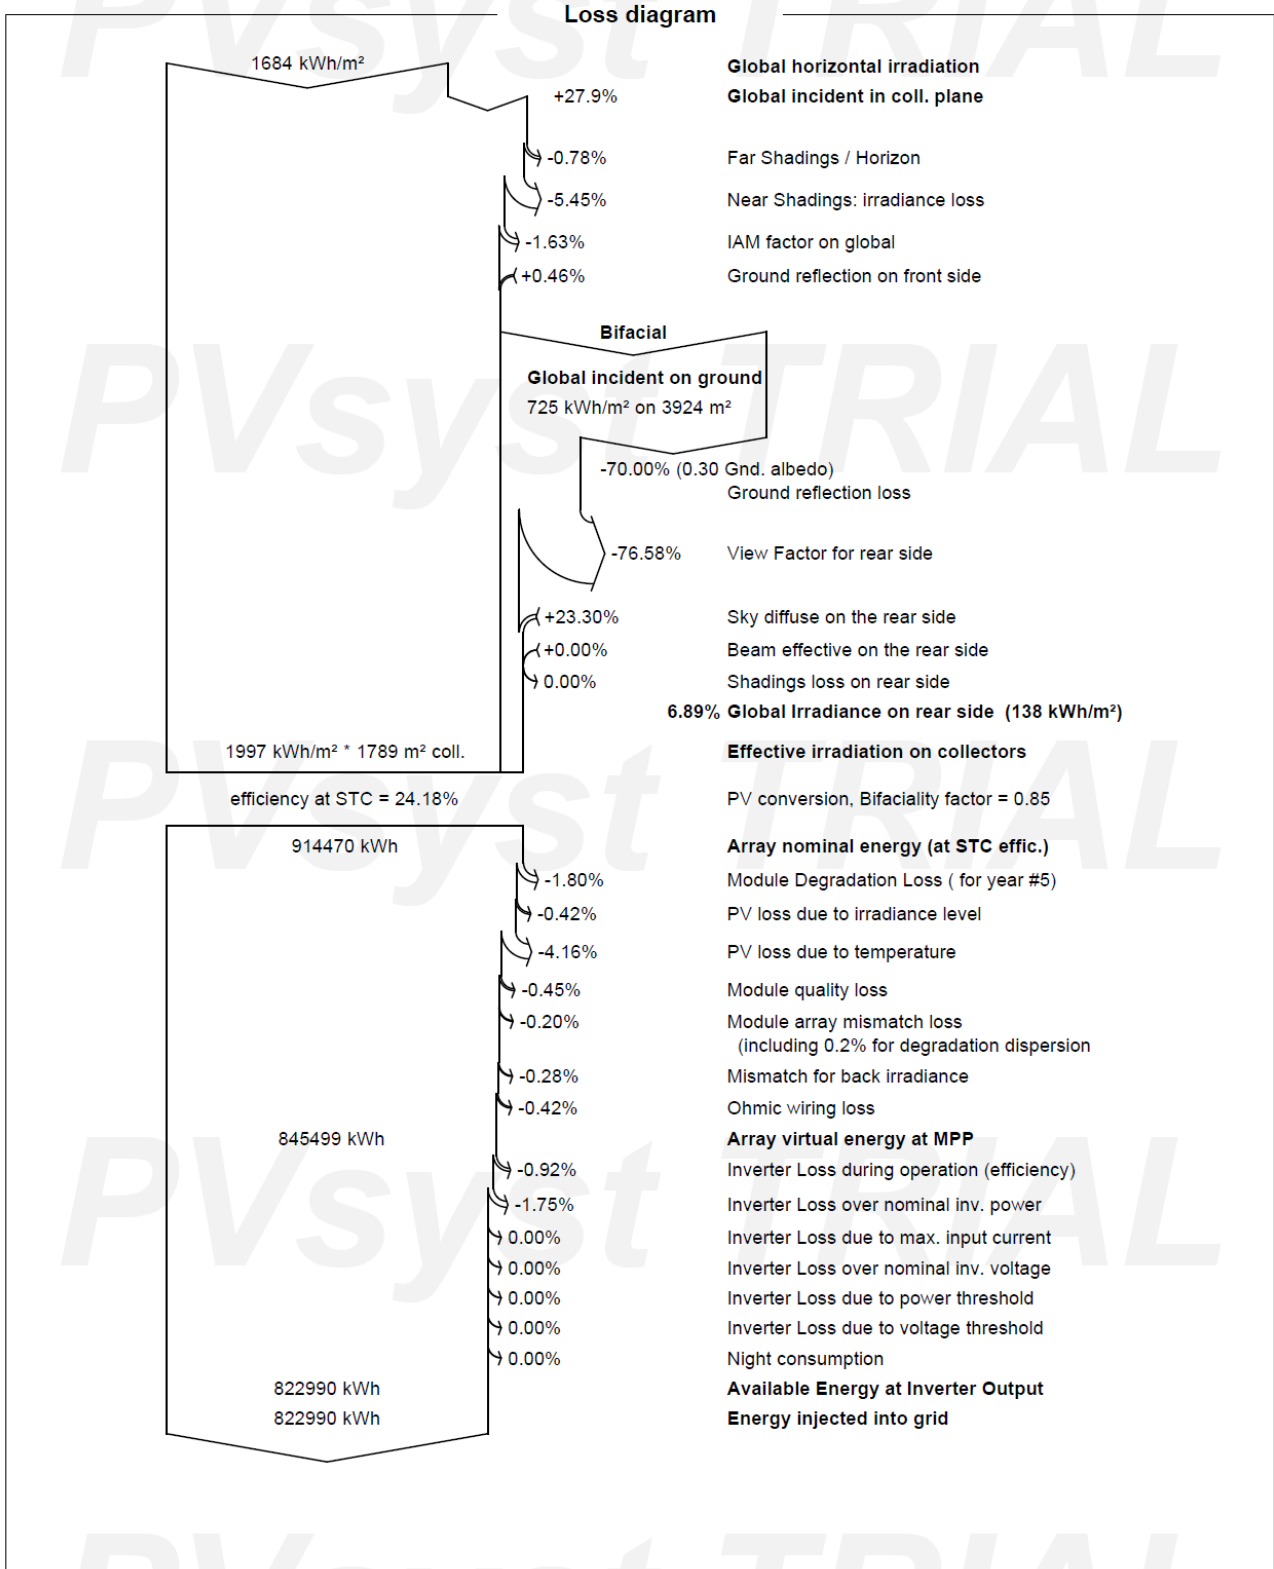 Loss diagram
1684 kWh/m²
Global horizontal irradiation
+27.9%
Global incident in coll. plane
-0.78%
Far Shadings / Horizon
-5.45%
Near Shadings: irradiance loss
-1.63%
IAM factor on global
+0.46%
Ground reflection on front side
Bifacial
Global incident on ground
725 kWh/m² on 3924 m²
-70.00% (0.30 Gnd. albedo)
Ground reflection loss
-76.58%
View Factor for rear side
+23.30%
Sky diffuse on the rear side
+0.00%
Beam effective on the rear side
0.00%
Shadings loss on rear side
6.89% Global Irradiance on rear side (138 kWh/m²)
1997 kWh/m² * 1789 m² coll.
Effective irradiation on collectors
efficiency at STC = 24.18%
PV conversion, Bifaciality factor = 0.85
914470 kWh
Array nominal energy (at STC effic.)
-1.80%
Module Degradation Loss ( for year #5)
-0.42%
PV loss due to irradiance level
-4.16%
PV loss due to temperature
-0.45%
Module quality loss
-0.20%
Module array mismatch loss
(including 0.2% for degradation dispersion
-0.28%
Mismatch for back irradiance
-0.42%
Ohmic wiring loss
845499 kWh
Array virtual energy at MPP
-0.92%
Inverter Loss during operation (efficiency)
-1.75%
Inverter Loss over nominal inv. power
0.00%
Inverter Loss due to max. input current
0.00%
Inverter Loss over nominal inv. voltage
0.00%
Inverter Loss due to power threshold
0.00%
Inverter Loss due to voltage threshold
0.00%
Night consumption
822990 kWh
Available Energy at Inverter Output
822990 kWh
Energy injected into grid
PVsyst TRIAL
PVsyst TRIAL
PVsyst TRIAL
PVsyst TRIAL
PVsyst TRIAL